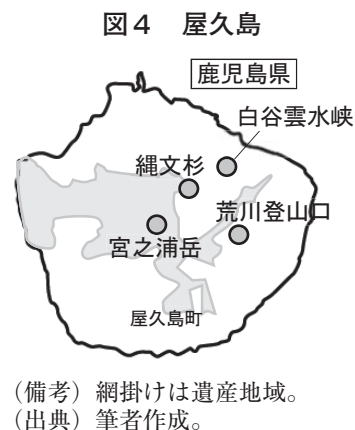 図４　屋久島
鹿児島県
白谷雲水峡
縄文杉
荒川登山口
宮之浦岳
屋久島町
（備考）網掛けは遺産地域。
（出典）筆者作成。